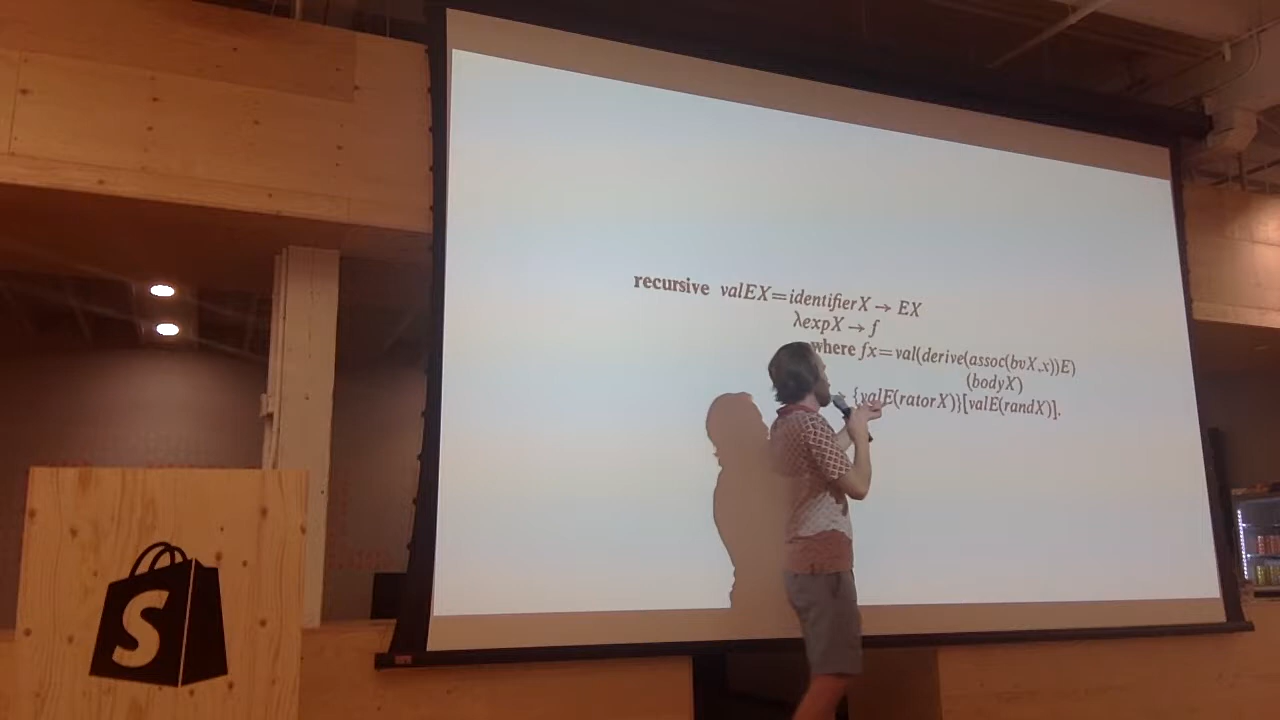 recursive valEX=identifierX → EX
λexpX → f
where fx=val(derive(assoc(bvX,x))E)
(bodyX)
{valE(ratorX)}[valE(randX)].
S